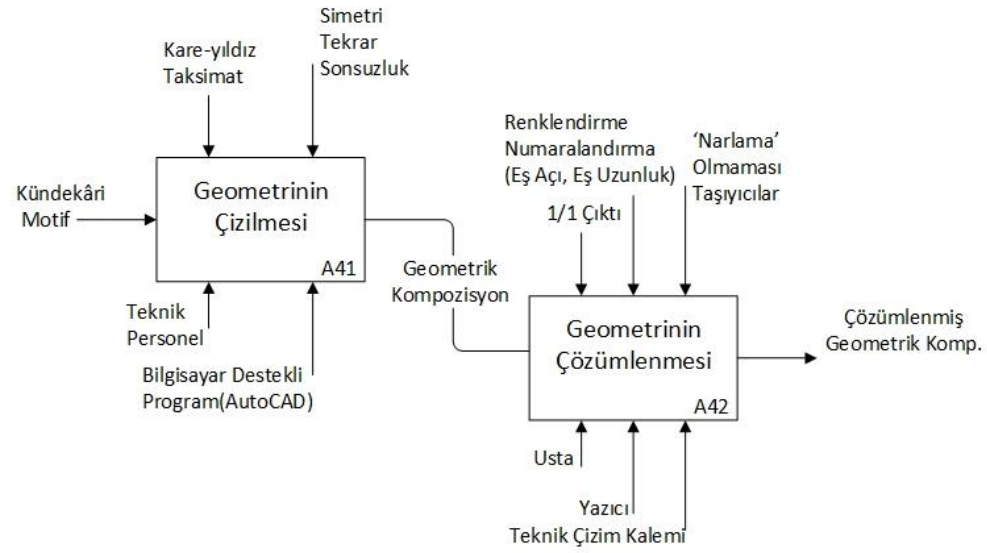 Simetri
Tekrar
Sonsuzluk
Kare-yıldız
Taksimat
Kündekâri
Motif
Geometrinin
Çizilmesi
A41
Teknik
Personel
Bilgisayar Destekli
Program(AutoCAD)
Geometrik
Kompozisyon
Renklendirme
Numaralandırma
(Eş Açı, Eş Uzunluk)
1/1 Çıktı
‘Narlama’
Olmaması
Taşıyıcılar
Geometrinin
Çözümlenmesi
A42
Çözümlenmiş
Geometrik Komp.
Usta
Yazıcı
Teknik Çizim Kalemi